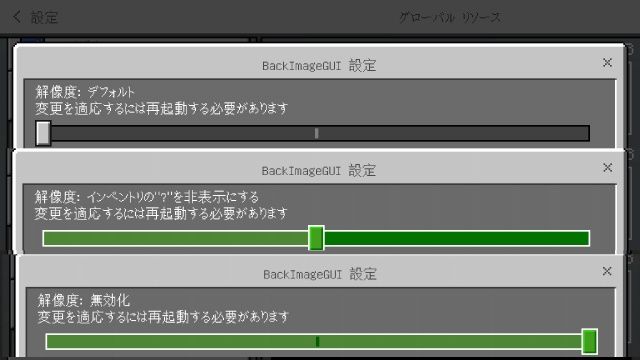 設定
グローバル リソース
BackImageGUI 設定
解像度: デフォルト
変更を適応するには再起動する必要があります
BackImageGUI 設定
解像度: インベントリの"?"を非表示にする
変更を適応するには再起動する必要があります
BackImageGUI 設定
解像度: 無効化
変更を適応するには再起動する必要があります